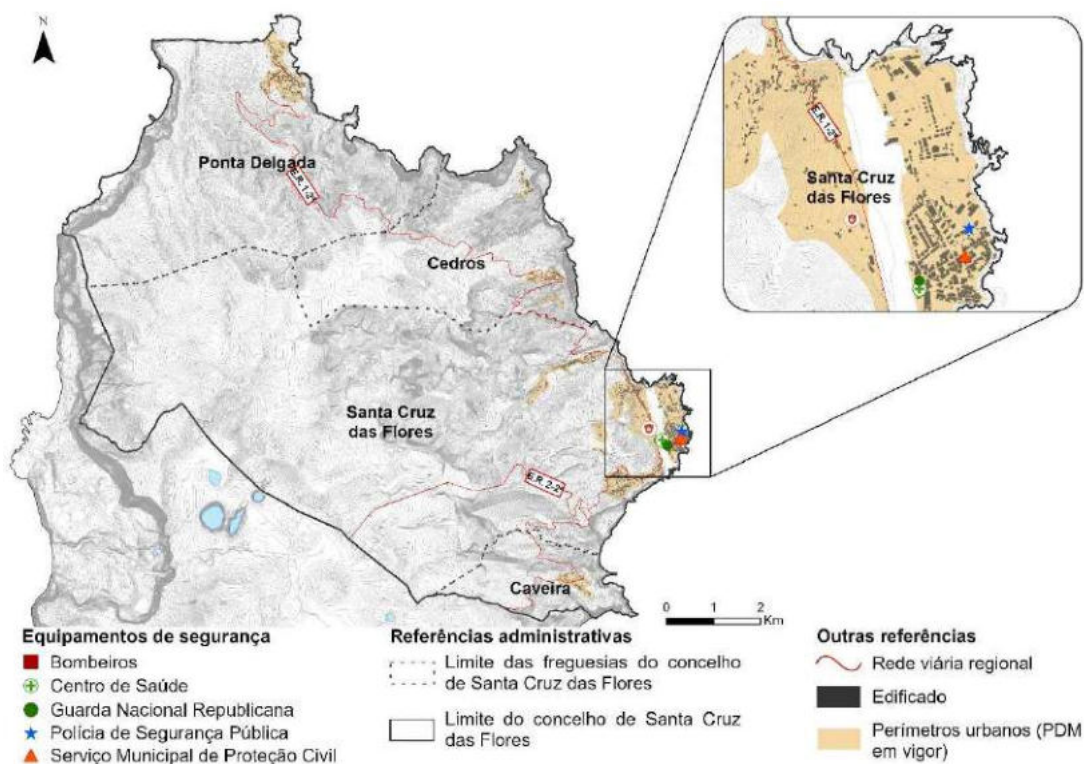 N
Ponta Delgada
E.R. 1-2ª
Cedros
Santa Cruz
das Flores
E.R. 2-2ª
Caveira
E.R. 1-2ª
Santa Cruz
das Flores
0 1 2
Km
Equipamentos de segurança
Bombeiros
Centro de Saúde
Guarda Nacional Republicana
Polícia de Segurança Pública
Serviço Municipal de Proteção Civil
Referências administrativas
Limite das freguesias do concelho
de Santa Cruz das Flores
Limite do concelho de Santa Cruz
das Flores
Outras referências
Rede viária regional
Edificado
Perímetros urbanos (PDM
em vigor)